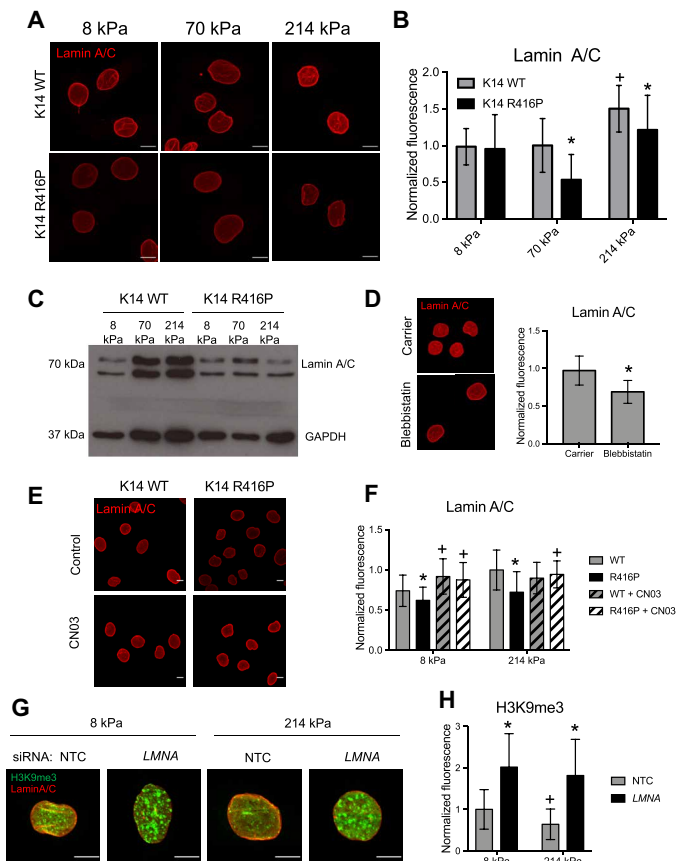 A
8 kPa
70 kPa
214 kPa
Lamin A/C
K14 WT
K14 R416P
B
Lamin A/C
K14 WT
K14 R416P
Normalized fluorescence
2.0
1.5
1.0
0.5
0.0
+
*
*
8 kPa
70 kPa
214 kPa
C
K14 WT
K14 R416P
8 kPa
70 kPa
214 kPa
8 kPa
70 kPa
214 kPa
70 kDa
Lamin A/C
37 kDa
GAPDH
D
Lamin A/C
Carrier
Blebbistatin
Lamin A/C
Normalized fluorescence
1.5
1.0
0.5
0.0
*
Carrier
Blebbistatin
E
K14 WT
K14 R416P
Lamin A/C
Control
CN03
F
Lamin A/C
Normalized fluorescence
1.5
1.0
0.5
0.0
*
+
+
*
+
8 kPa
214 kPa
WT
R416P
WT + CN03
R416P + CN03
G
8 kPa
214 kPa
siRNA: NTC
LMNA
NTC
LMNA
H3K9me3
LaminA/C
H
H3K9me3
Normalized fluorescence
3
2
1
0
*
+
*
8 kPa
214 kPa
NTC
LMNA